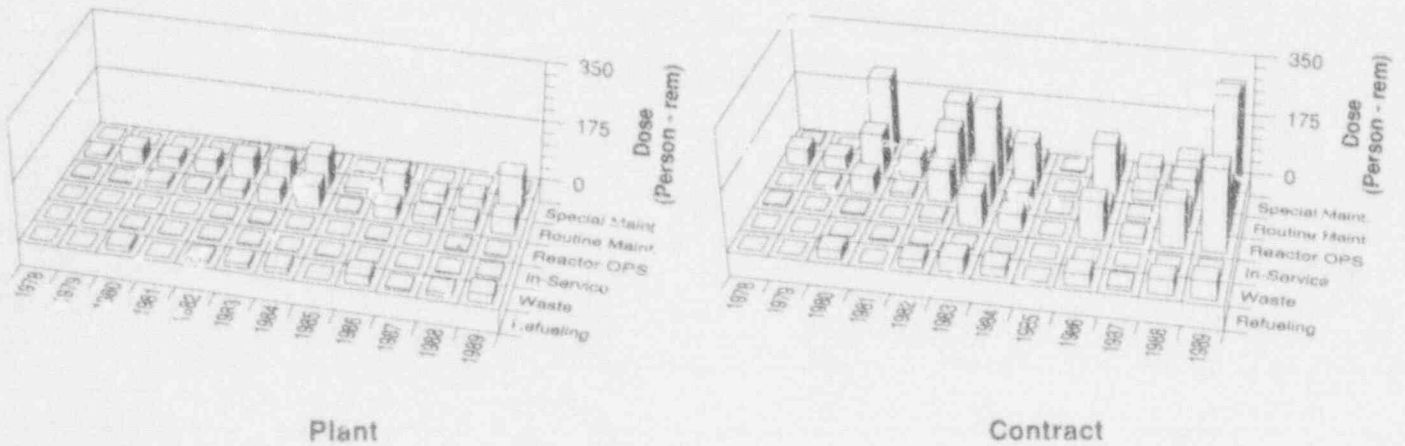 350
175
0
Dose
(Person - rem)
Special Maint
Routine Maint
Reactor OPS
In-Service
Waste
Refueling
1978
1979
1980
1981
1982
1983
1984
1985
1986
1987
1988
1989
Plant
350
175
0
Dose
(Person - rem)
Special Maint.
Routine Maint
Reactor OPS
In-Service
Waste
Refueling
1978
1979
1980
1981
1982
1983
1984
1985
1986
1987
1988
1989
Contract